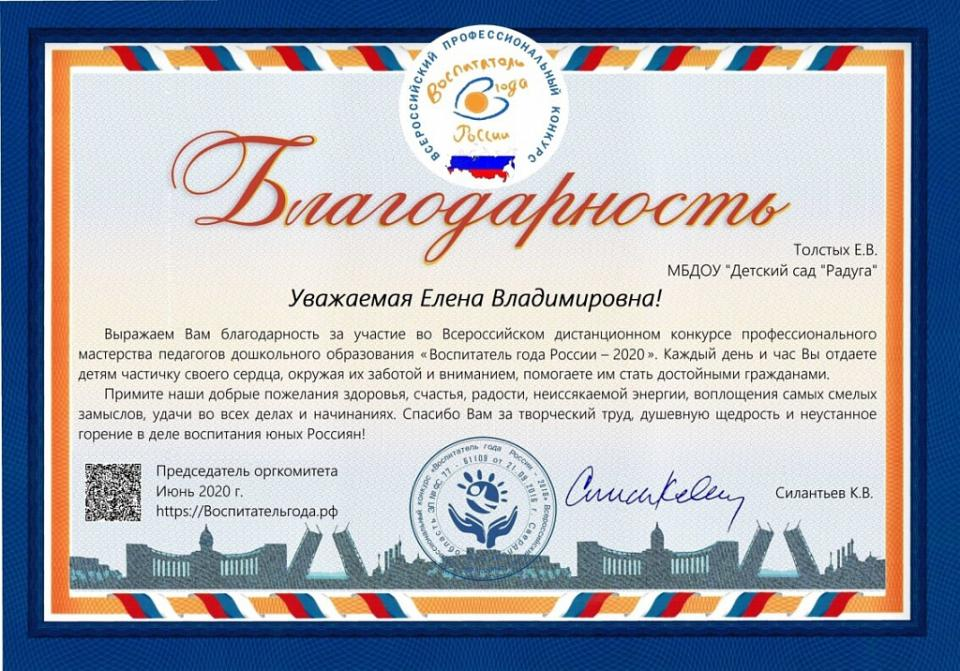 ВСЕРОССИЙСКИЙ ПРОФЕССИОНАЛЬНЫЙ КОНКУРС
Воспитатель
года
России
Благодарность
Толстых Е.В.
МБДОУ "Детский сад "Радуга"
Уважаемая Елена Владимировна!
Выражаем Вам благодарность за участие во Всероссийском дистанционном конкурсе профессионального
мастерства педагогов дошкольного образования «Воспитатель года России – 2020». Каждый день и час Вы отдаете
детям частичку своего сердца, окружая их заботой и вниманием, помогаете им стать достойными гражданами.
Примите наши добрые пожелания здоровья, счастья, радости, неиссякаемой энергии, воплощения самых смелых
замыслов, удачи во всех делах и начинаниях. Спасибо Вам за творческий труд, душевную щедрость и неустанное
горение в деле воспитания юных Россиян!
Председатель оргкомитета
Июнь 2020 г.
https://Воспитательгода.рф
конкурс «Воспитатель года России - Всероссийский
ЭЛ № ФС 77 - 61109 от 21.09.2016 г.
Силантьев К.В.